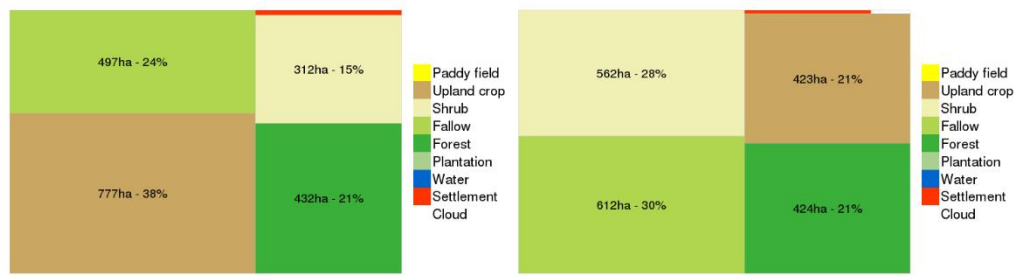 497ha - 24%
312ha - 15%
777ha - 38%
432ha - 21%
Paddy field
Upland crop
Shrub
Fallow
Forest
Plantation
Water
Settlement
Cloud
562ha - 28%
423ha - 21%
612ha - 30%
424ha - 21%
Paddy field
Upland crop
Shrub
Fallow
Forest
Plantation
Water
Settlement
Cloud